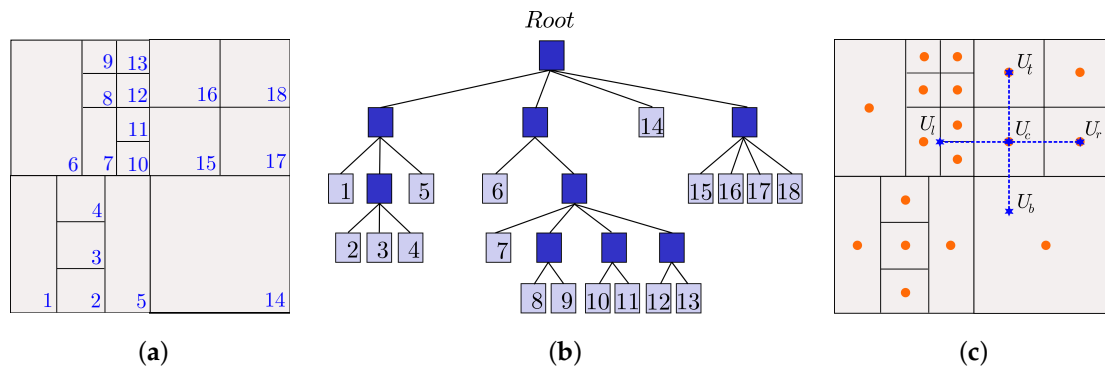 9 13
8 12
16 18
11
6 7 10 15 17
4
3
1 2 5 14
(a)
Root
14
1 5 6 15 16 17 18
2 3 4 7
8 9 10 11 12 13
(b)
U_t
U_l U_c U_r
U_b
(c)